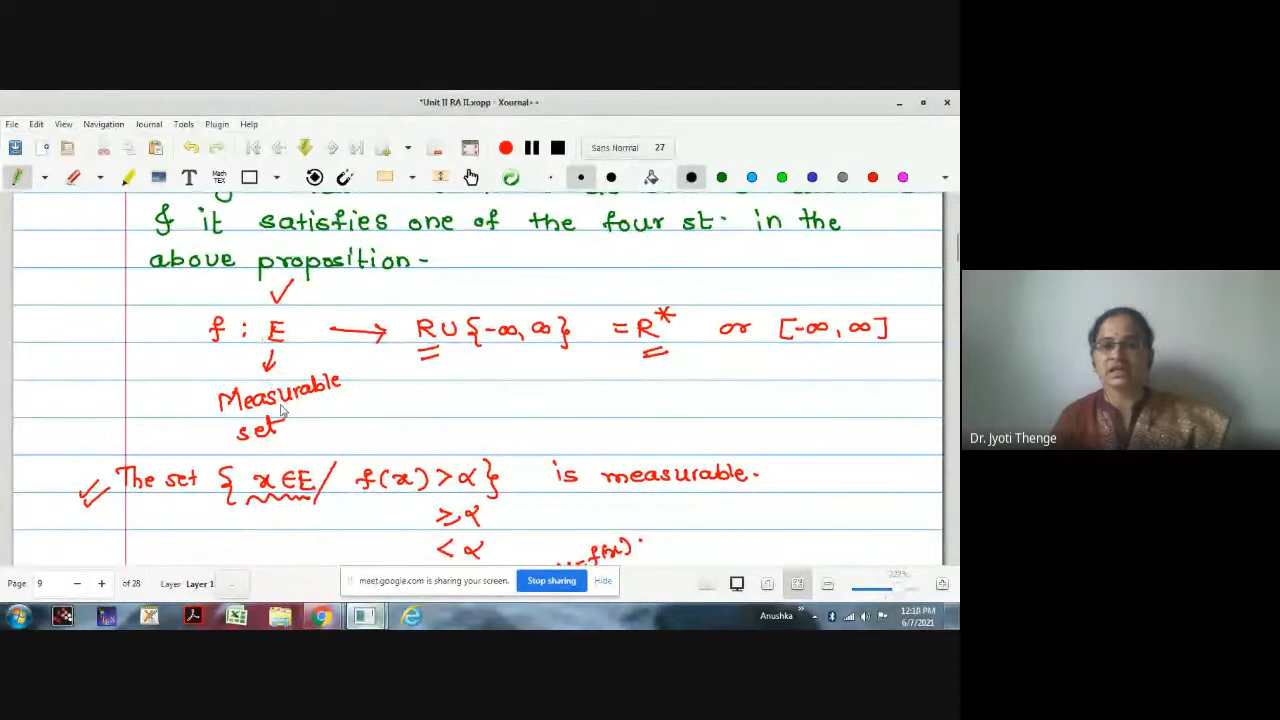 *Unit II RA II.xopp - Xournal++
File Edit View Navigation Journal Tools Plugin Help
Sans Normal 27
T Math TEX
& it satisfies one of the four st. in the
above proposition-
f : E → R ∪ {-∞, ∞} = R* or [-∞, ∞]
Measurable
set
The set { x ∈ E / f(x) > α} is measurable.
≥ α
< α
f(x).
Page 9 of 28 Layer Layer 1
222%
meet.google.com is sharing your screen. Stop sharing Hide
Anushka
12:10 PM
6/7/2021
Dr. Jyoti Thenge